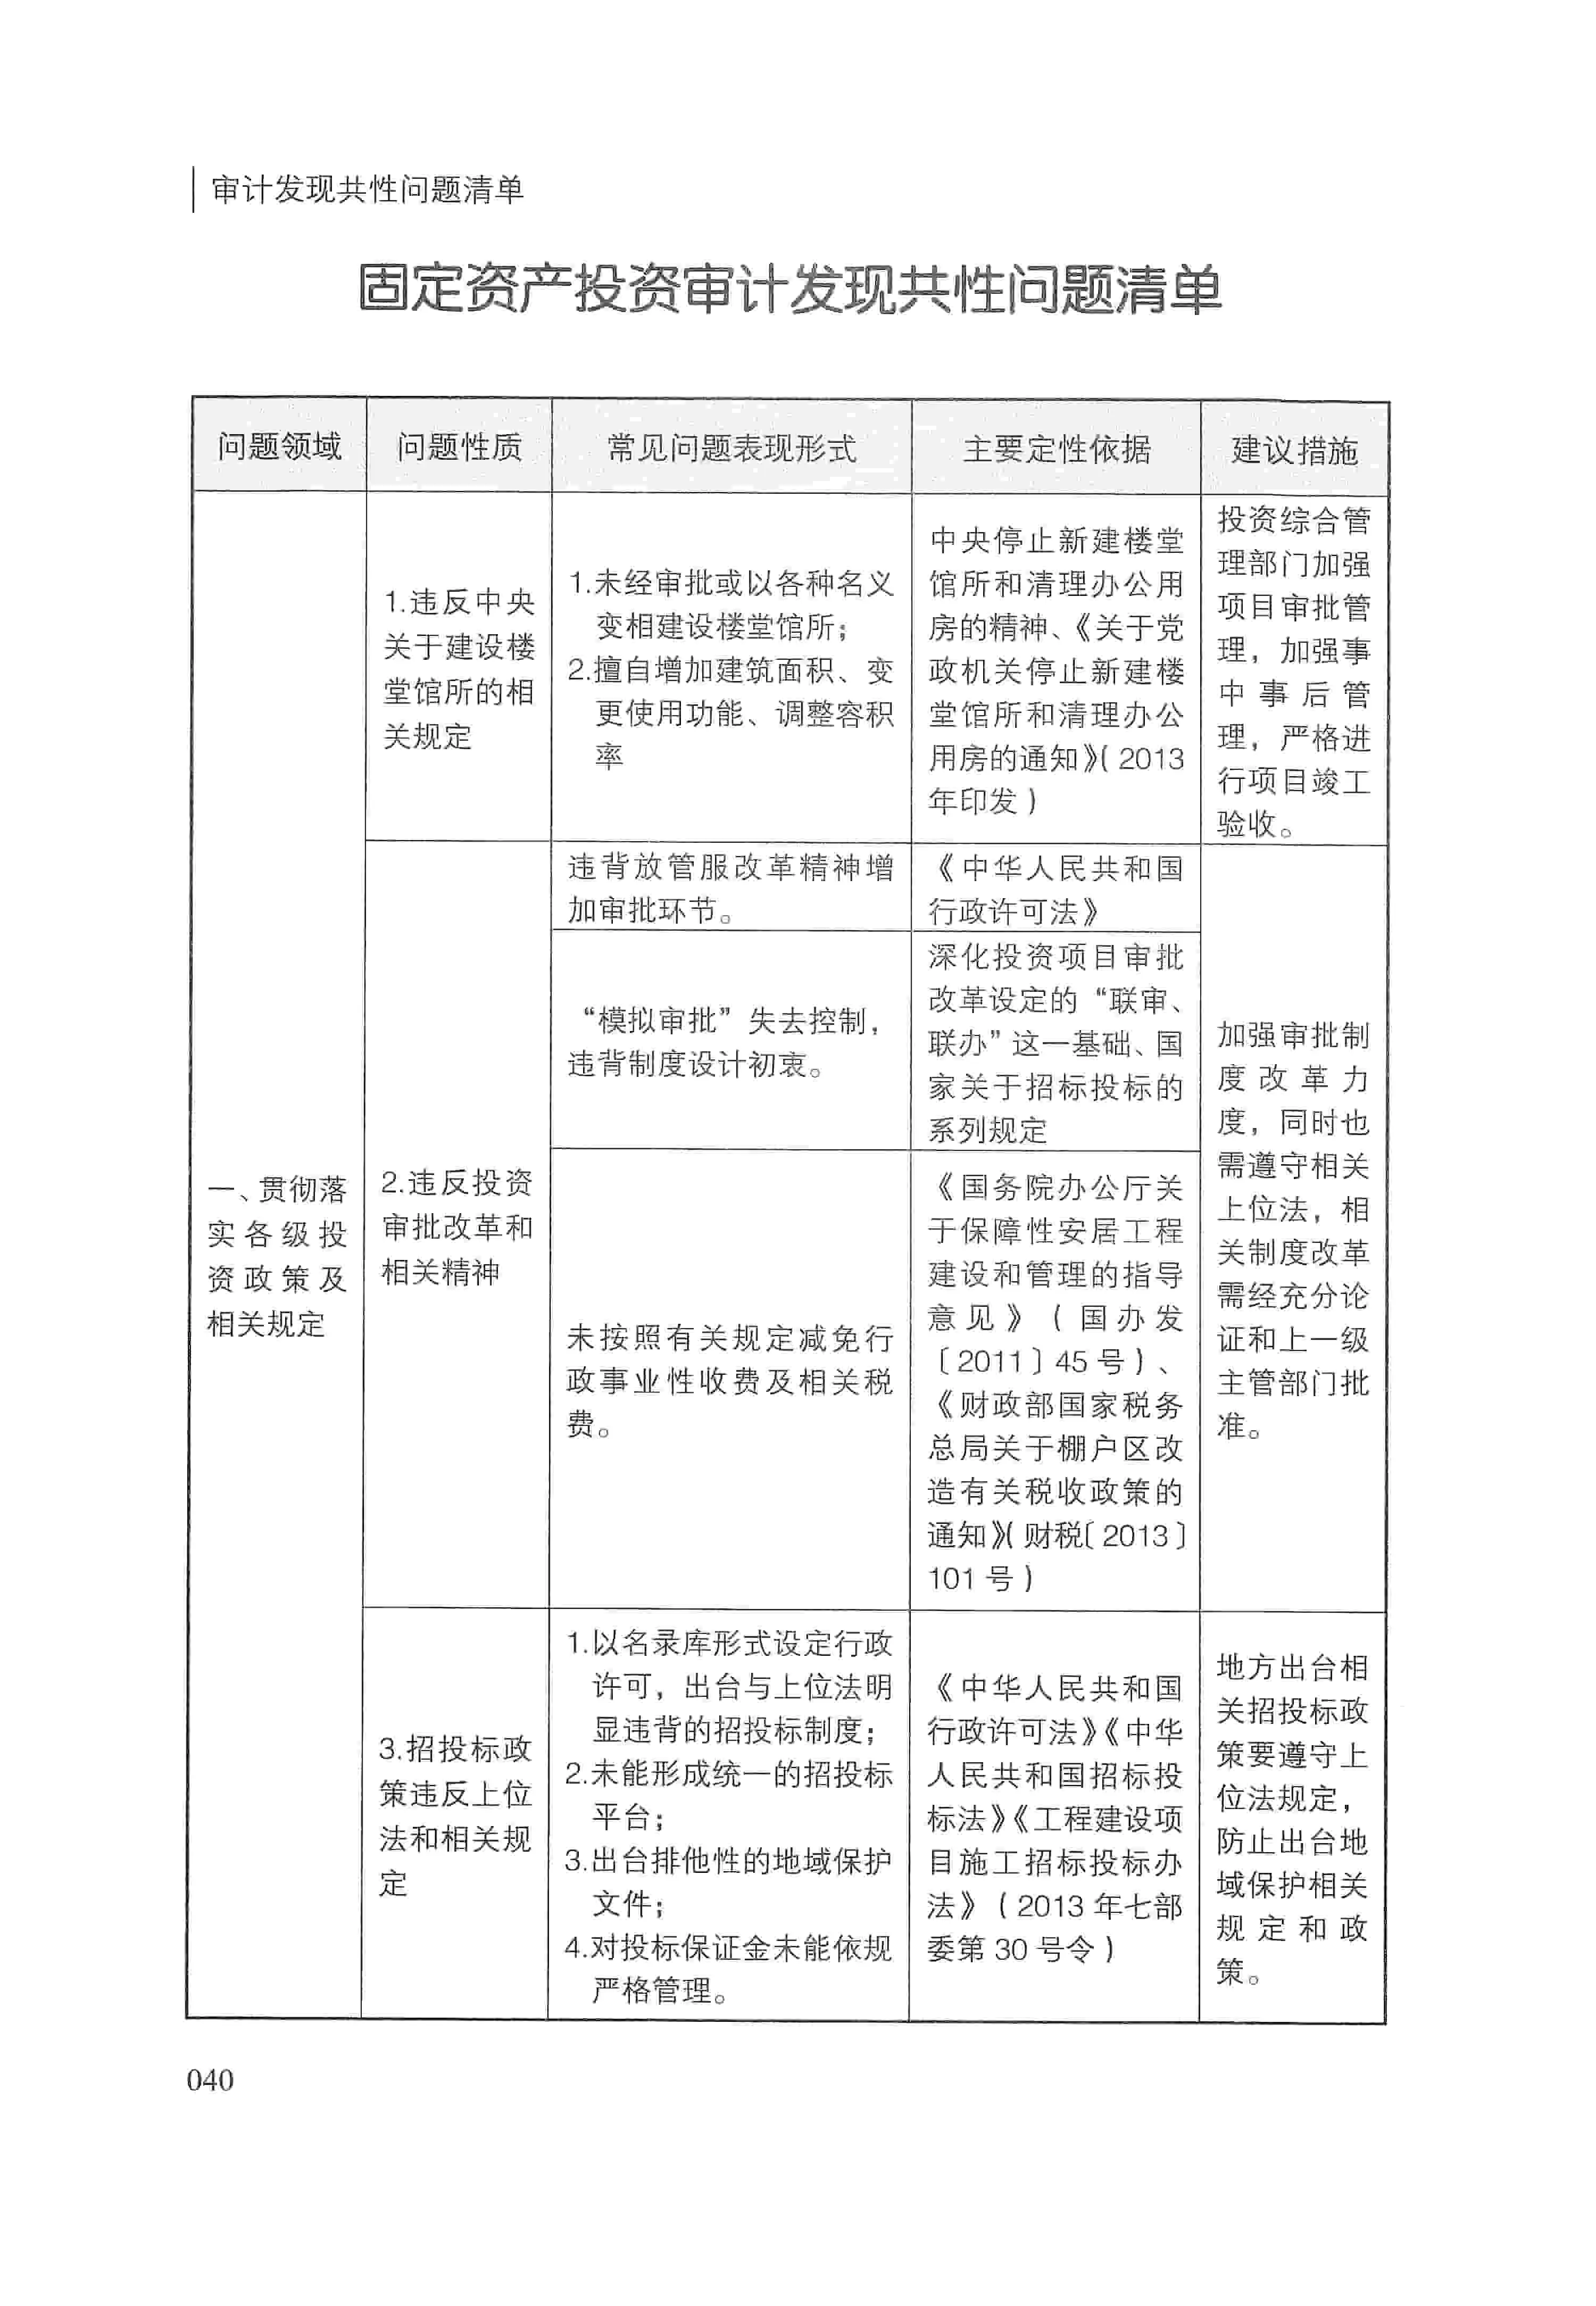 审计发现共性问题清单
固定资产投资审计发现共性问题清单
问题领域
问题性质
常见问题表现形式
主要定性依据
建议措施
一、贯彻落
实各级投
资政策及
相关规定
1.违反中央
关于建设楼
堂馆所的相
关规定
1.未经审批或以各种名义
变相建设楼堂馆所；
2.擅自增加建筑面积、变
更使用功能、调整容积
率
中央停止新建楼堂
馆所和清理办公用
房的精神、《关于党
政机关停止新建楼
堂馆所和清理办公
用房的通知》（2013
年印发）
投资综合管
理部门加强
项目审批管
理，加强事
中事后管
理，严格进
行项目竣工
验收。
2.违反投资
审批改革和
相关精神
违背放管服改革精神增
加审批环节。
《中华人民共和国
行政许可法》
“模拟审批”失去控制，
违背制度设计初衷。
深化投资项目审批
改革设定的“联审、
联办”这一基础、国
家关于招标投标的
系列规定
未按照有关规定减免行
政事业性收费及相关税
费。
《国务院办公厅关
于保障性安居工程
建设和管理的指导
意见》（国办发
〔2011〕45号）、
《财政部国家税务
总局关于棚户区改
造有关税收政策的
通知》（财税〔2013〕
101号）
加强审批制
度改革力
度，同时也
需遵守相关
上位法，相
关制度改革
需经充分论
证和上一级
主管部门批
准。
3.招投标政
策违反上位
法和相关规
定
1.以名录库形式设定行政
许可，出台与上位法明
显违背的招投标制度；
2.未能形成统一的招投标
平台；
3.出台排他性的地域保护
文件；
4.对投标保证金未能依规
严格管理。
《中华人民共和国
行政许可法》《中华
人民共和国招标投
标法》《工程建设项
目施工招标投标办
法》（2013年七部
委第30号令）
地方出台相
关招投标政
策要遵守上
位法规定，
防止出台地
域保护相关
规定和政
策。
040